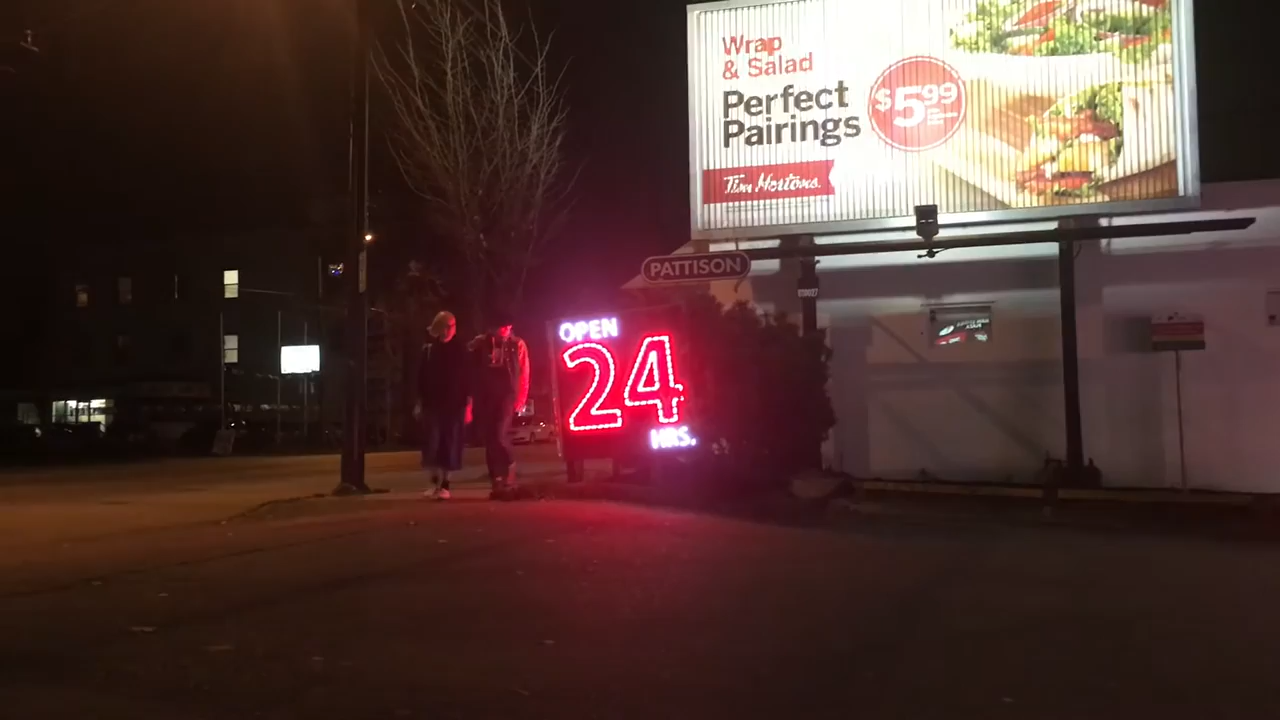 Wrap
& Salad
Perfect
Pairings
$5.99
Tim Hortons.
PATTISON
OPEN
24
HRS.